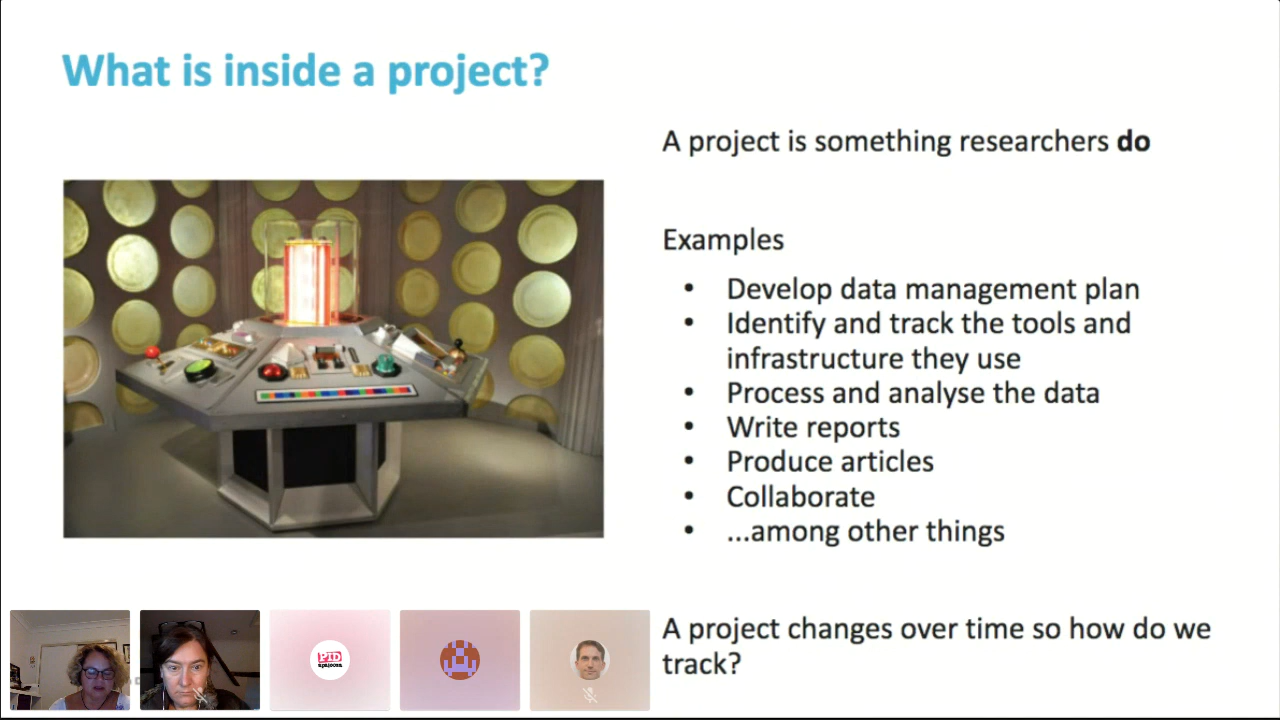 What is inside a project?
A project is something researchers do
Examples
• Develop data management plan
• Identify and track the tools and
infrastructure they use
• Process and analyse the data
• Write reports
• Produce articles
• Collaborate
• ...among other things
A project changes over time so how do we
track?
PID
apalooza